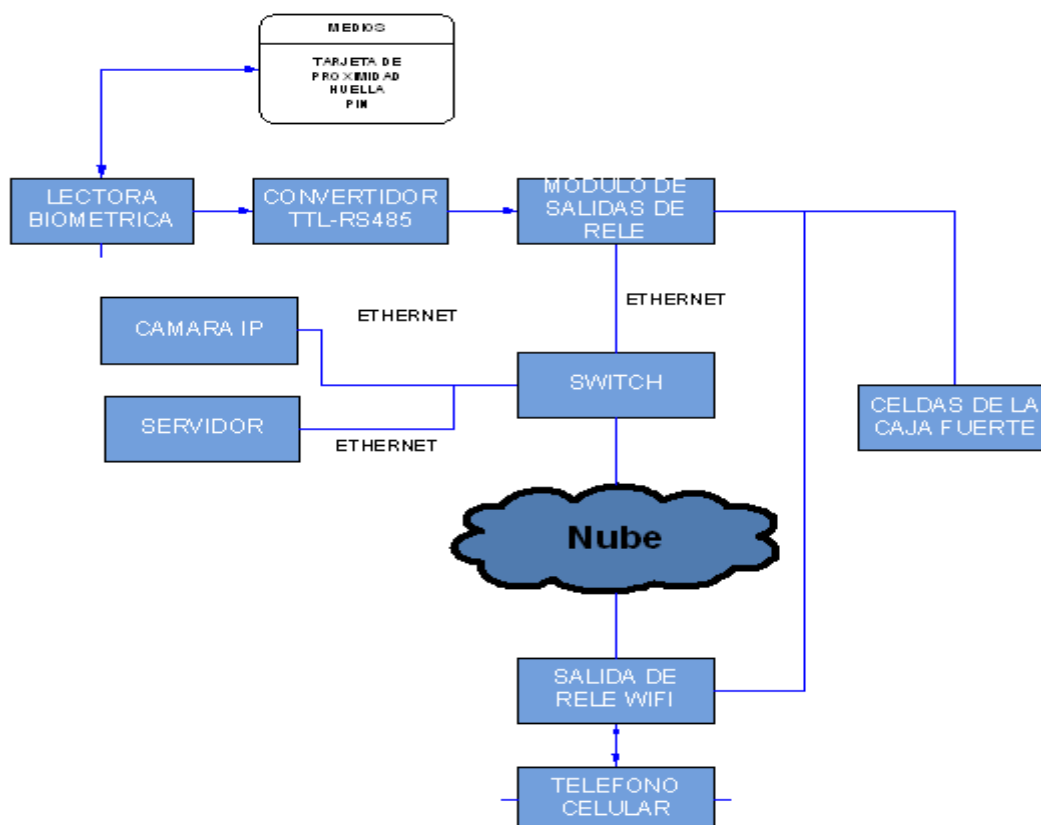 MEDIOS
TARJETA DE
PROXIMIDAD
HUELLA
PIN
LECTORA
BIOMETRICA
CONVERTIDOR
TTL-RS485
MODULO DE
SALIDAS DE
RELE
ETHERNET
ETHERNET
CAMARA IP
SWITCH
CELDAS DE LA
CAJA FUERTE
SERVIDOR
ETHERNET
Nube
SALIDA DE
RELE WIFI
TELEFONO
CELULAR